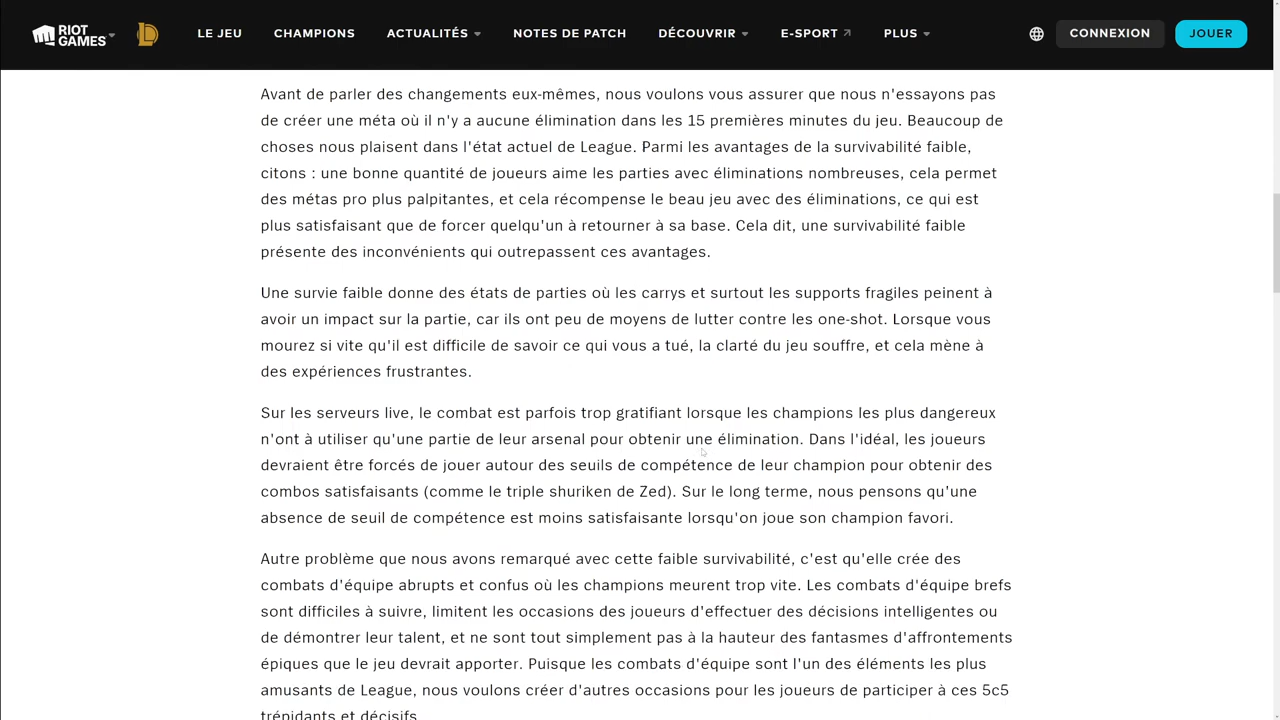 RIOT GAMES
LE JEU
CHAMPIONS
ACTUALITÉS
NOTES DE PATCH
DÉCOUVRIR
E-SPORT
PLUS
CONNEXION
JOUER
Avant de parler des changements eux-mêmes, nous voulons vous assurer que nous n'essayons pas
de créer une méta où il n'y a aucune élimination dans les 15 premières minutes du jeu. Beaucoup de
choses nous plaisent dans l'état actuel de League. Parmi les avantages de la survivabilité faible,
citons : une bonne quantité de joueurs aime les parties avec éliminations nombreuses, cela permet
des métas pro plus palpitantes, et cela récompense le beau jeu avec des éliminations, ce qui est
plus satisfaisant que de forcer quelqu'un à retourner à sa base. Cela dit, une survivabilité faible
présente des inconvénients qui outrepassent ces avantages.
Une survie faible donne des états de parties où les carrys et surtout les supports fragiles peinent à
avoir un impact sur la partie, car ils ont peu de moyens de lutter contre les one-shot. Lorsque vous
mourez si vite qu'il est difficile de savoir ce qui vous a tué, la clarté du jeu souffre, et cela mène à
des expériences frustrantes.
Sur les serveurs live, le combat est parfois trop gratifiant lorsque les champions les plus dangereux
n'ont à utiliser qu'une partie de leur arsenal pour obtenir une élimination. Dans l'idéal, les joueurs
devraient être forcés de jouer autour des seuils de compétence de leur champion pour obtenir des
combos satisfaisants (comme le triple shuriken de Zed). Sur le long terme, nous pensons qu'une
absence de seuil de compétence est moins satisfaisante lorsqu'on joue son champion favori.
Autre problème que nous avons remarqué avec cette faible survivabilité, c'est qu'elle crée des
combats d'équipe abrupts et confus où les champions meurent trop vite. Les combats d'équipe brefs
sont difficiles à suivre, limitent les occasions des joueurs d'effectuer des décisions intelligentes ou
de démontrer leur talent, et ne sont tout simplement pas à la hauteur des fantasmes d'affrontements
épiques que le jeu devrait apporter. Puisque les combats d'équipe sont l'un des éléments les plus
amusants de League, nous voulons créer d'autres occasions pour les joueurs de participer à ces 5c5
trépidants et décisifs.